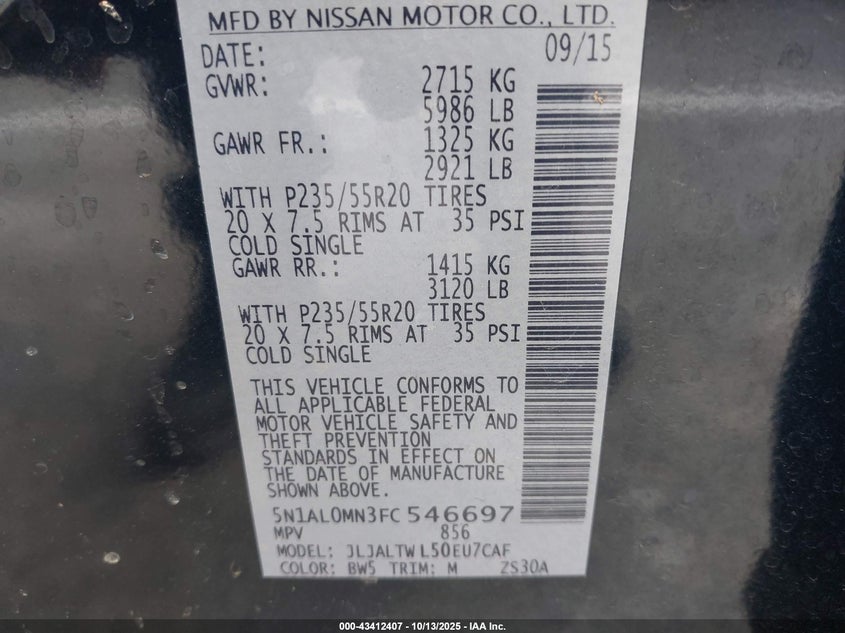 MFD BY NISSAN MOTOR CO., LTD.
DATE: 09/15
GVWR: 2715 KG
5986 LB
GAWR FR.: 1325 KG
2921 LB
WITH P235/55R20 TIRES
20 X 7.5 RIMS AT 35 PSI
COLD SINGLE
GAWR RR.: 1415 KG
3120 LB
WITH P235/55R20 TIRES
20 X 7.5 RIMS AT 35 PSI
COLD SINGLE
THIS VEHICLE CONFORMS TO
ALL APPLICABLE FEDERAL
MOTOR VEHICLE SAFETY AND
THEFT PREVENTION
STANDARDS IN EFFECT ON
THE DATE OF MANUFACTURE
SHOWN ABOVE.
5N1AL0MN3FC546697
MPV 856
MODEL: JLJALTWL50EU7CAF
COLOR: BW5 TRIM: M ZS30A
000-43412407 - 10/13/2025 - IAA Inc.